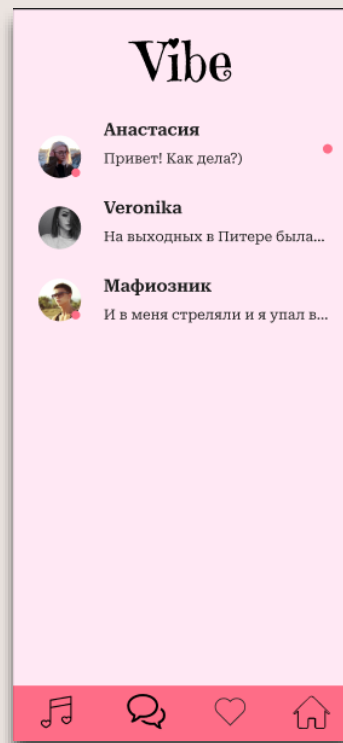 Vibe
Анастасия
Привет! Как дела?)
Veronika
На выходных в Питере была...
Мафиозник
И в меня стреляли и я упал в...